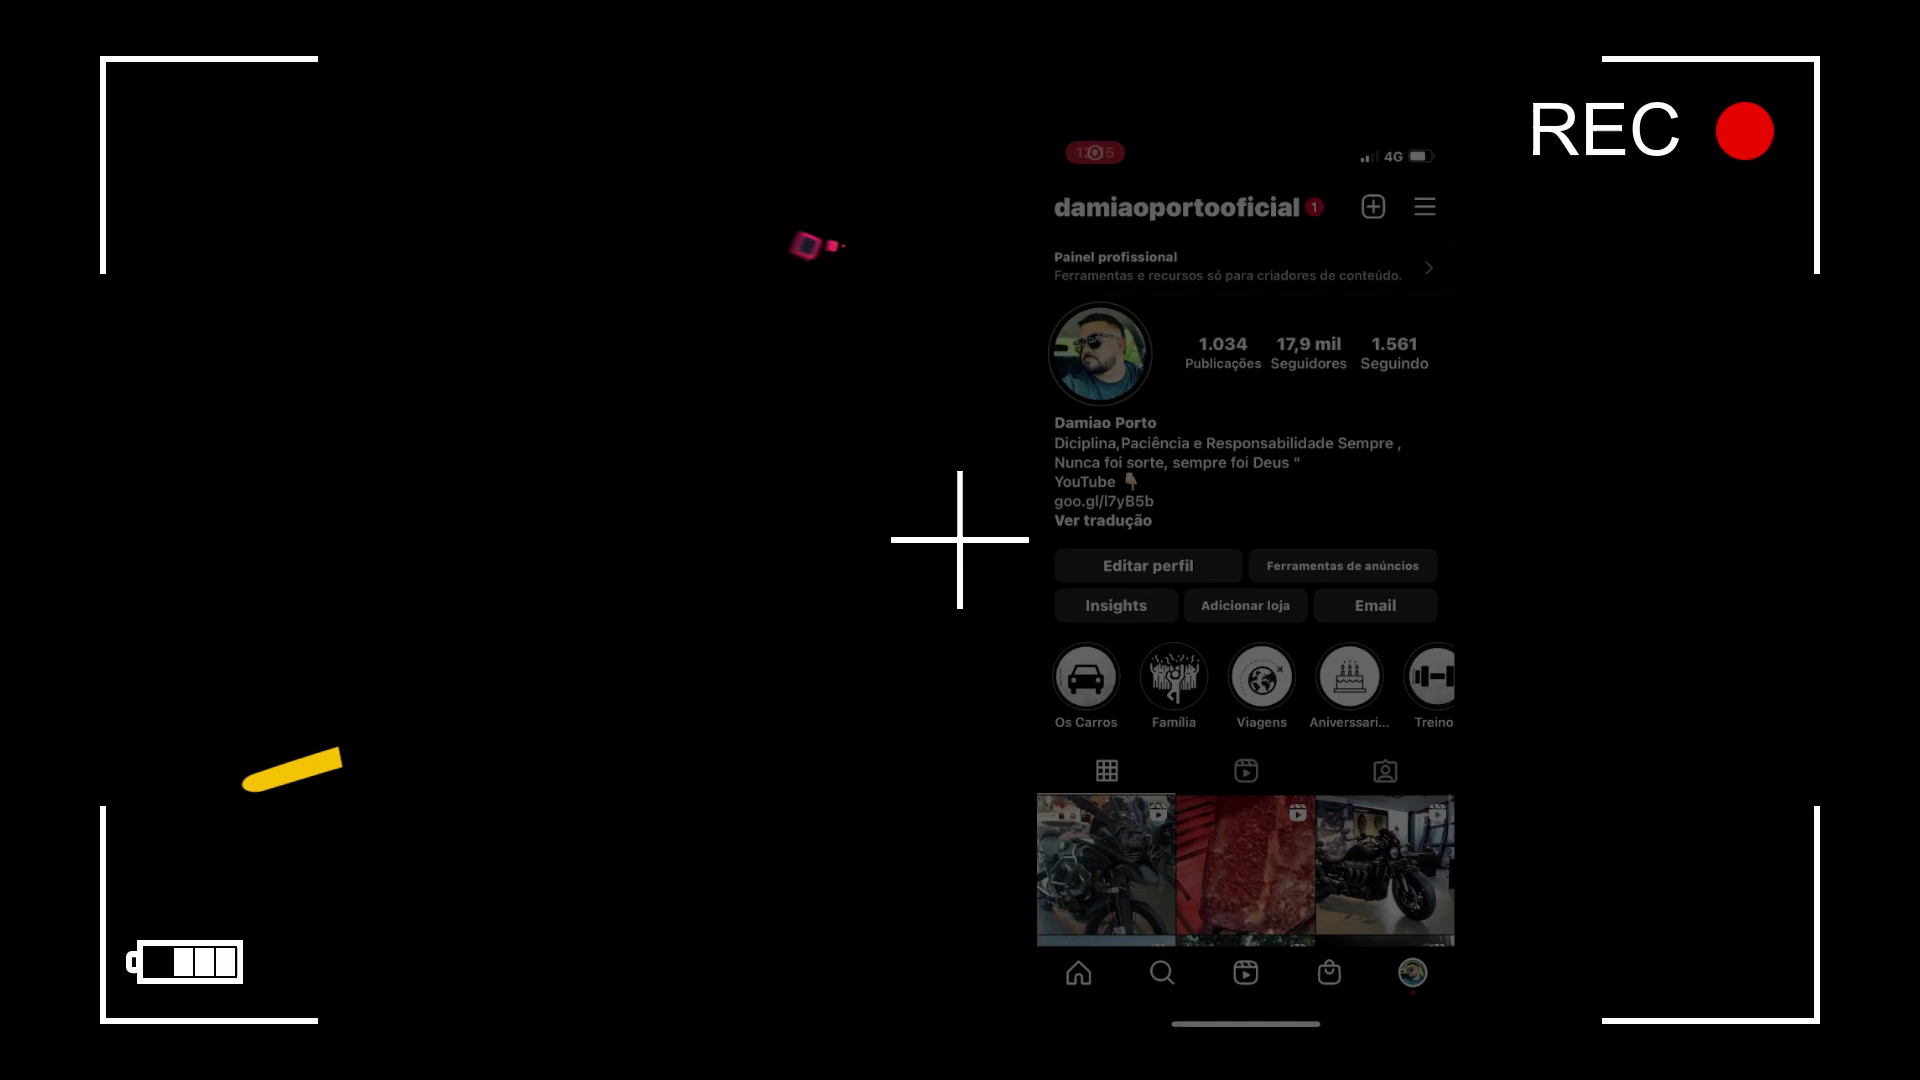 REC
4G
damiaoportooficial 1
Painel profissional
Ferramentas e recursos só para criadores de conteúdo.
1.034 17,9 mil 1.561
Publicações Seguidores Seguindo
Damiao Porto
Diciplina,Paciência e Responsabilidade Sempre ,
Nunca foi sorte, sempre foi Deus “
YouTube 👇🏼
goo.gl/l7yB5b
Ver tradução
Editar perfil Ferramentas de anúncios
Insights Adicionar loja Email
Os Carros Família Viagens Aniverssari... Treino